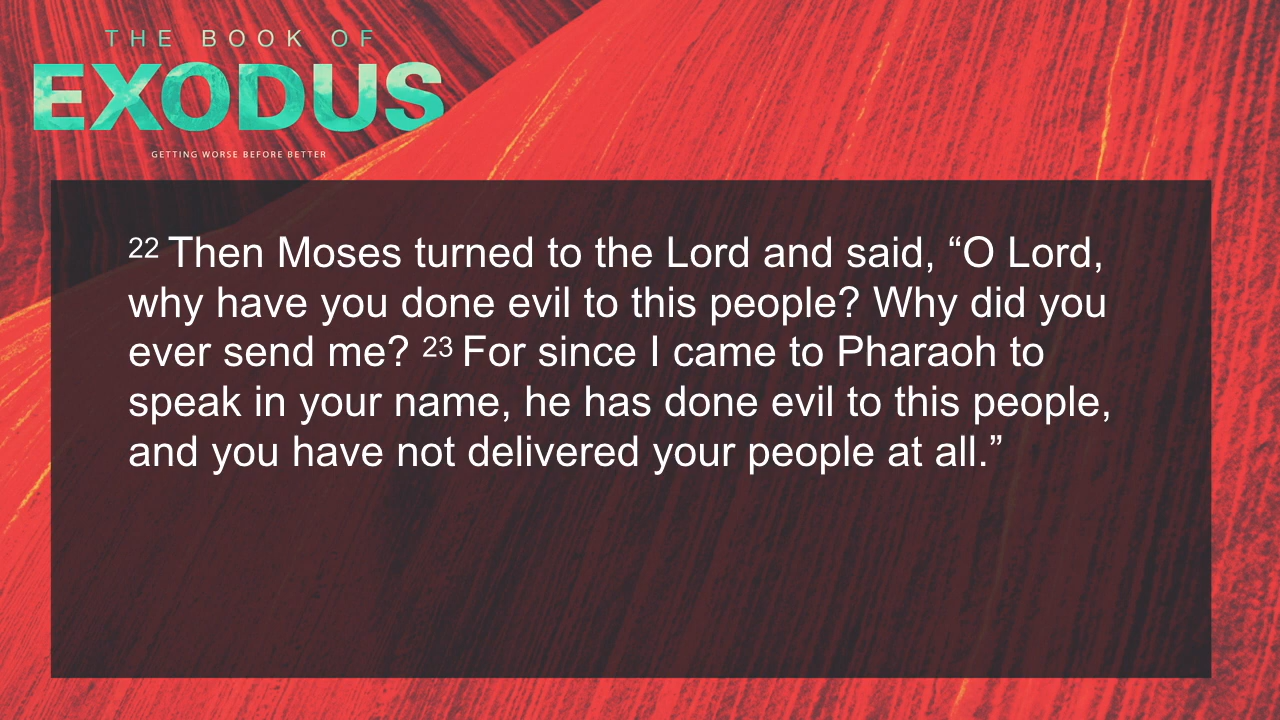 THE BOOK OF
EXODUS
GETTING WORSE BEFORE BETTER
22 Then Moses turned to the Lord and said, “O Lord,
why have you done evil to this people? Why did you
ever send me? 23 For since I came to Pharaoh to
speak in your name, he has done evil to this people,
and you have not delivered your people at all.”